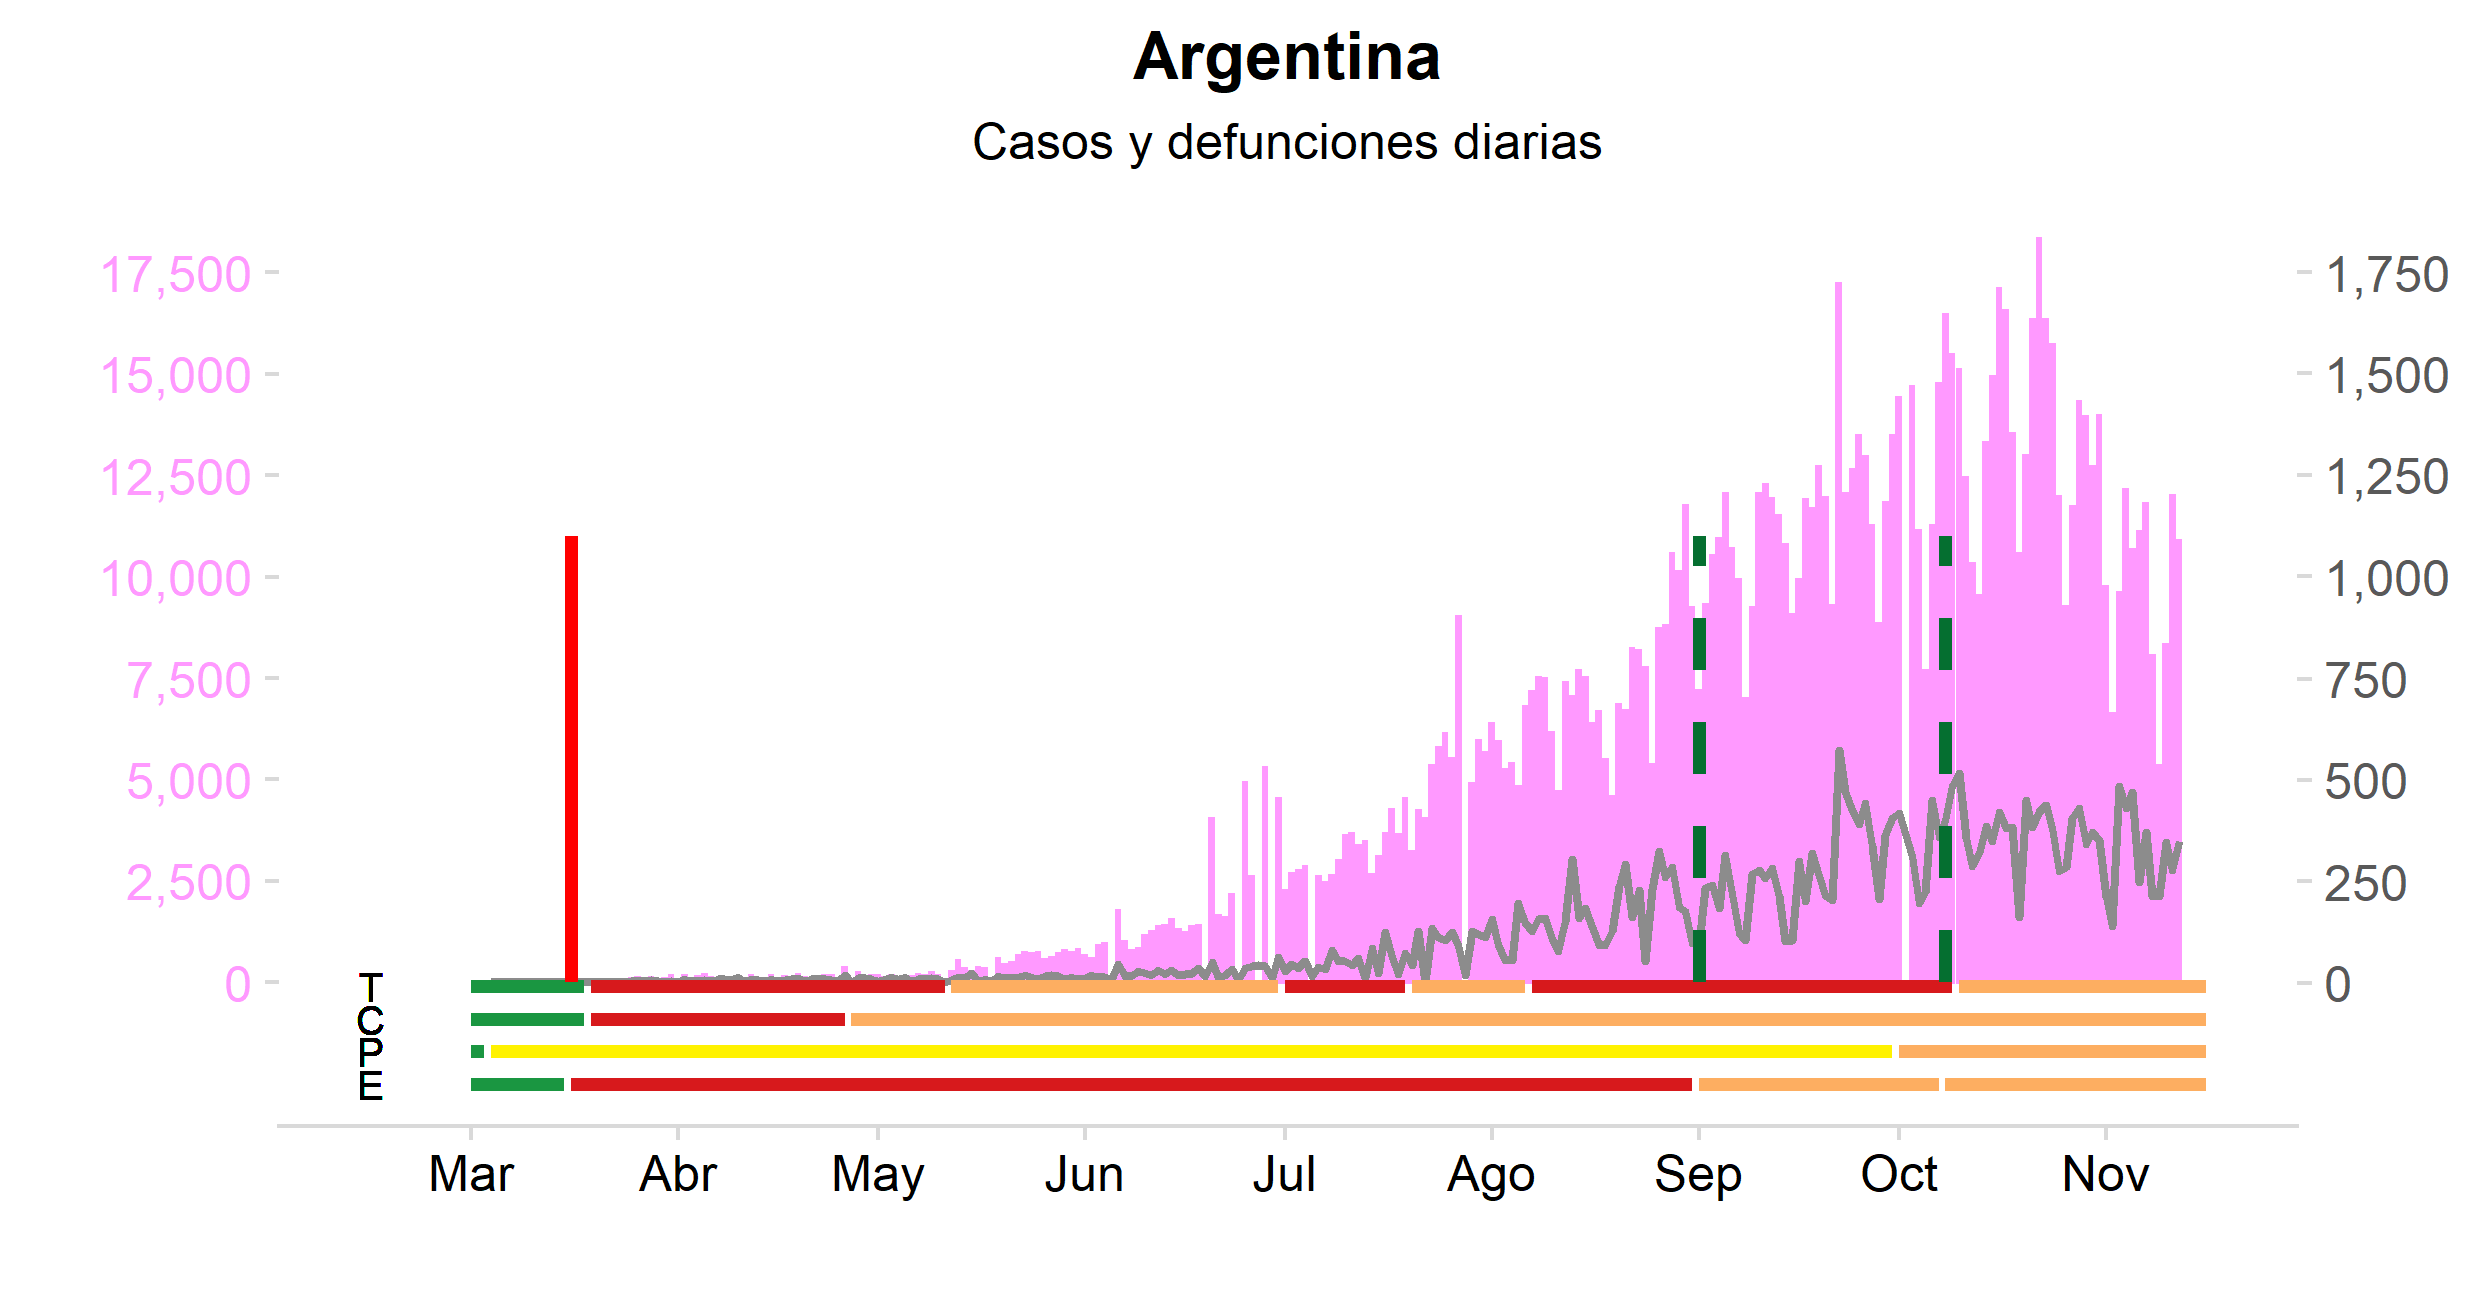 Argentina
Casos y defunciones diarias
17,500 1,750
15,000 1,500
12,500 1,250
10,000 1,000
7,500 750
5,000 500
2,500 250
0 0
T
C
P
E
Mar Abr May Jun Jul Ago Sep Oct Nov